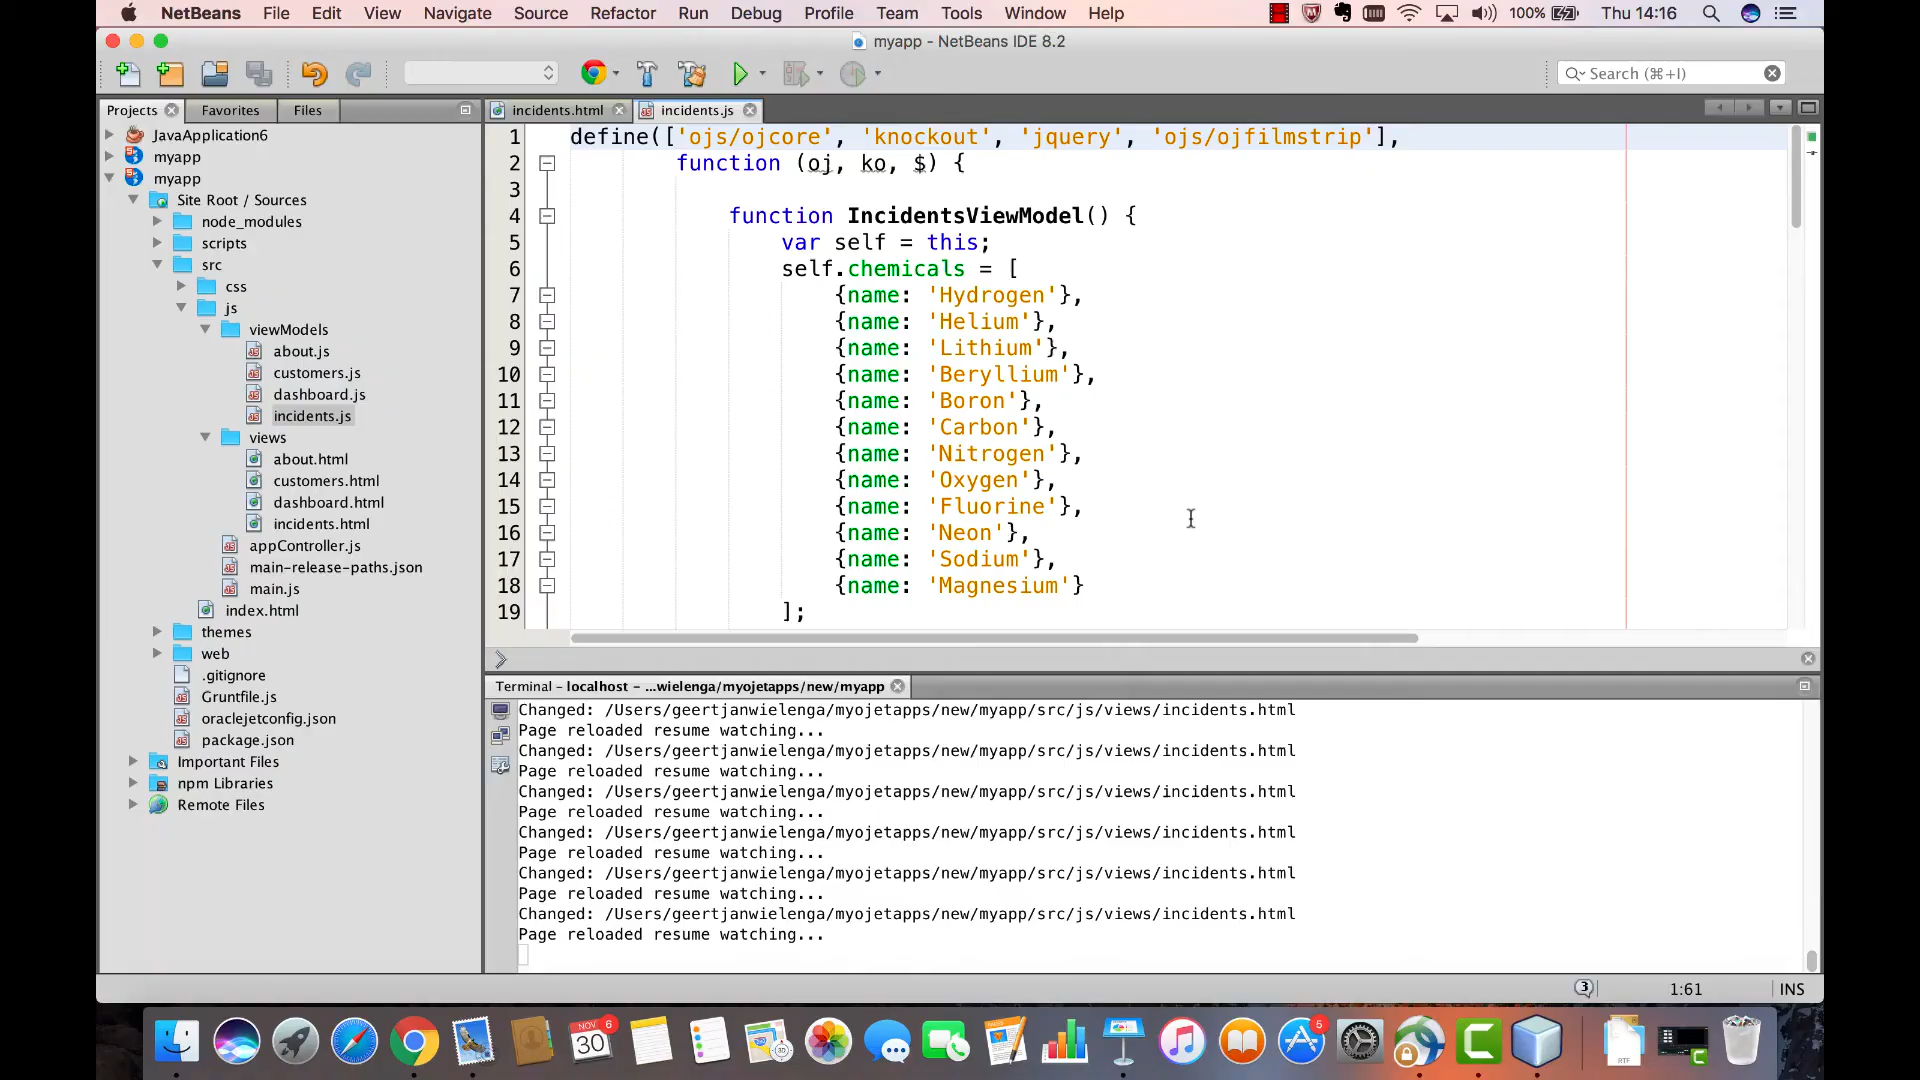 NetBeans File Edit View Navigate Source Refactor Run Debug Profile Team Tools Window Help 100% Thu 14:16
myapp - NetBeans IDE 8.2
Search (⌘+I)
Projects Favorites Files
incidents.html incidents.js
JavaApplication6
myapp
myapp
Site Root / Sources
node_modules
scripts
src
css
js
viewModels
about.js
customers.js
dashboard.js
incidents.js
views
about.html
customers.html
dashboard.html
incidents.html
appController.js
main-release-paths.json
main.js
index.html
themes
web
.gitignore
Gruntfile.js
oraclejetconfig.json
package.json
Important Files
npm Libraries
Remote Files
1 define(['ojs/ojcore', 'knockout', 'jquery', 'ojs/ojfilmstrip'],
2 function (oj, ko, $) {
3
4 function IncidentsViewModel() {
5 var self = this;
6 self.chemicals = [
7 {name: 'Hydrogen'},
8 {name: 'Helium'},
9 {name: 'Lithium'},
10 {name: 'Beryllium'},
11 {name: 'Boron'},
12 {name: 'Carbon'},
13 {name: 'Nitrogen'},
14 {name: 'Oxygen'},
15 {name: 'Fluorine'},
16 {name: 'Neon'},
17 {name: 'Sodium'},
18 {name: 'Magnesium'}
19 ];
Terminal - localhost - ...wielenga/myojetapps/new/myapp
Changed: /Users/geertjanwielenga/myojetapps/new/myapp/src/js/views/incidents.html
Page reloaded resume watching...
Changed: /Users/geertjanwielenga/myojetapps/new/myapp/src/js/views/incidents.html
Page reloaded resume watching...
Changed: /Users/geertjanwielenga/myojetapps/new/myapp/src/js/views/incidents.html
Page reloaded resume watching...
Changed: /Users/geertjanwielenga/myojetapps/new/myapp/src/js/views/incidents.html
Page reloaded resume watching...
Changed: /Users/geertjanwielenga/myojetapps/new/myapp/src/js/views/incidents.html
Page reloaded resume watching...
Changed: /Users/geertjanwielenga/myojetapps/new/myapp/src/js/views/incidents.html
Page reloaded resume watching...
3 1:61 INS
NOV 6
30
5
RTF